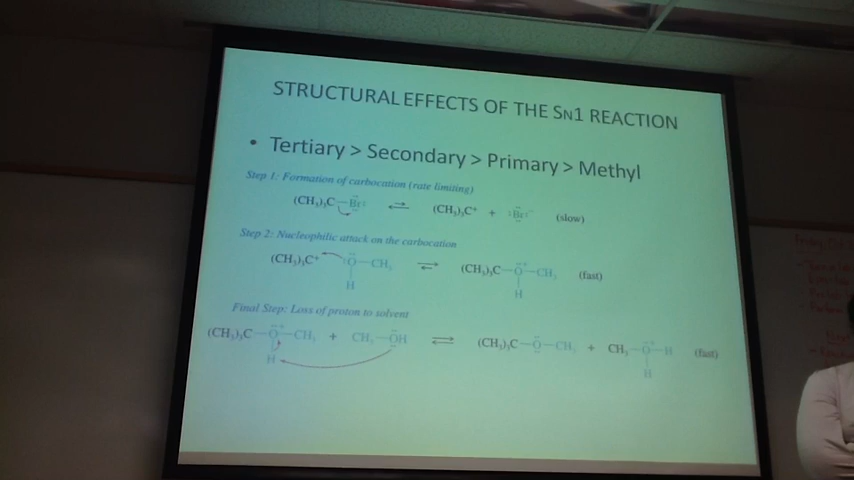 STRUCTURAL EFFECTS OF THE SN1 REACTION
• Tertiary > Secondary > Primary > Methyl
Step 1: Formation of carbocation (rate limiting)
(CH₃)₃C—Br ⇌ (CH₃)₃C⁺ + Br⁻ (slow)
Step 2: Nucleophilic attack on the carbocation
(CH₃)₃C⁺ O—CH₃ ⇌ (CH₃)₃C—O⁺—CH₃ (fast)
H H
Final Step: Loss of proton to solvent
(CH₃)₃C—O⁺—CH₃ + CH₃—OH ⇌ (CH₃)₃C—O—CH₃ + CH₃—O⁺—H (fast)
H H